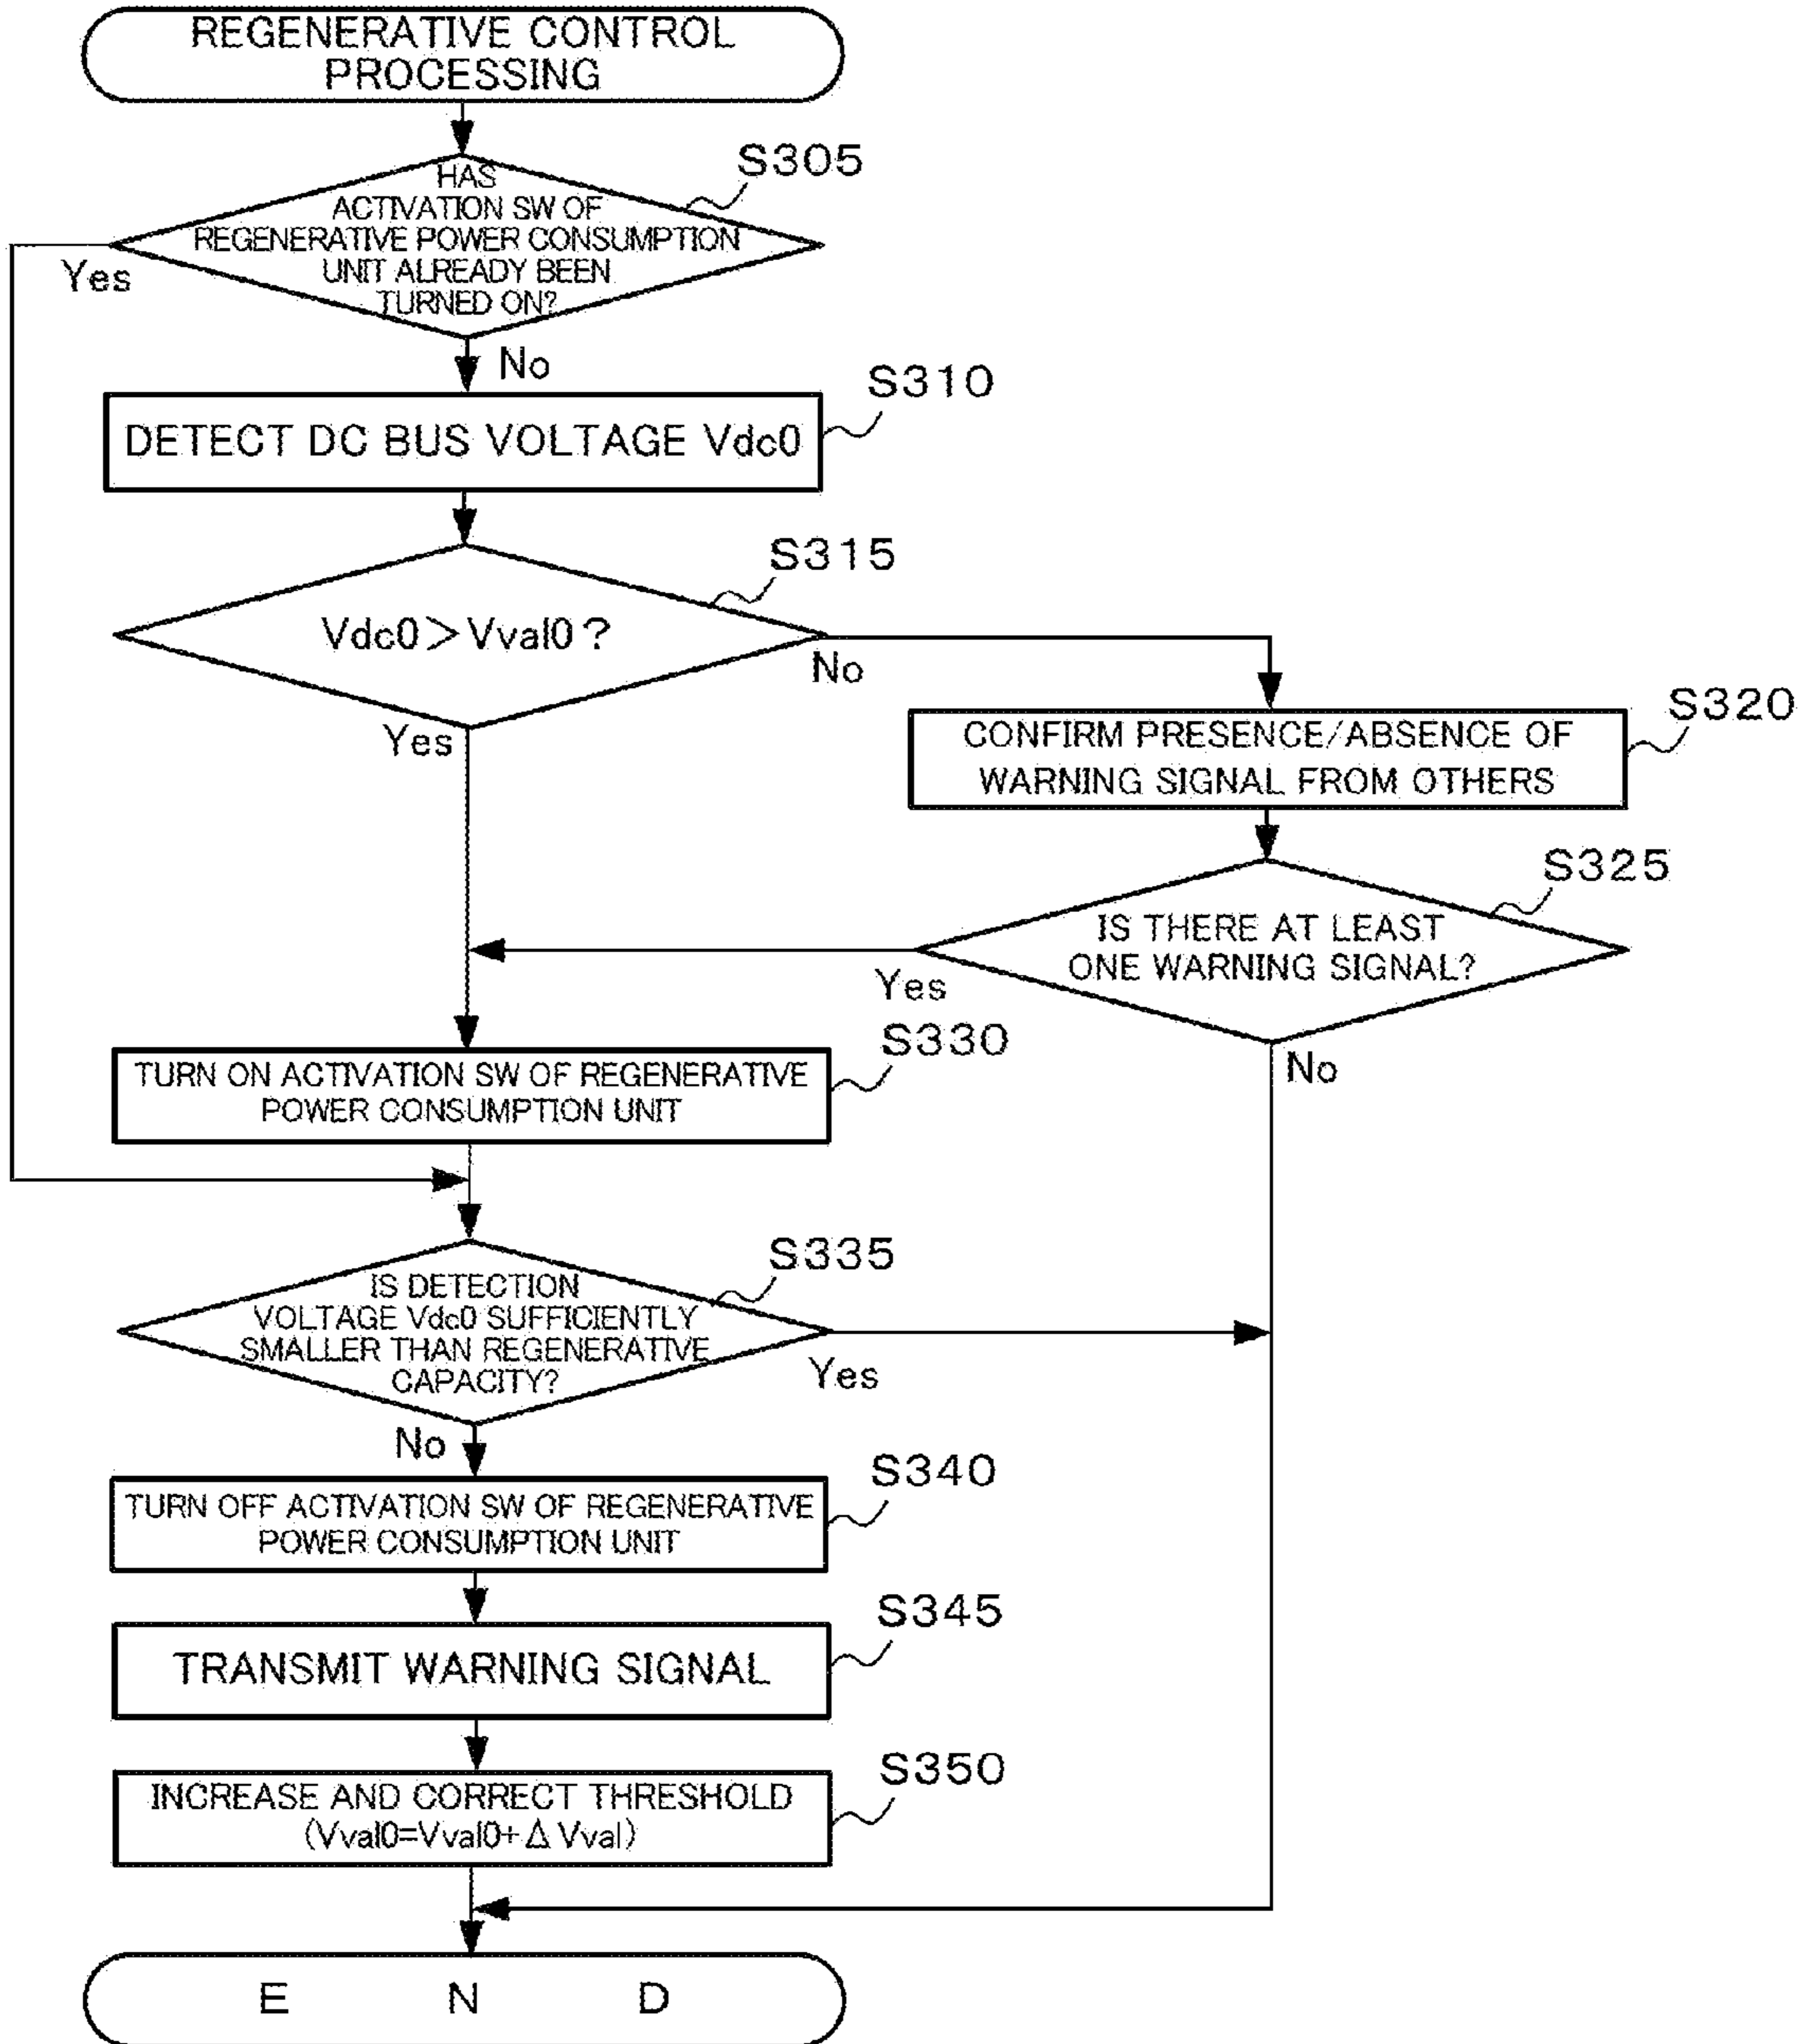 REGENERATIVE CONTROL
PROCESSING
S305
HAS
ACTIVATION SW OF
REGENERATIVE POWER CONSUMPTION
UNIT ALREADY BEEN
TURNED ON?
Yes
No
S310
DETECT DC BUS VOLTAGE Vdc0
S315
Vdc0＞Vval0？
No
Yes
S320
CONFIRM PRESENCE/ABSENCE OF
WARNING SIGNAL FROM OTHERS
S325
IS THERE AT LEAST
ONE WARNING SIGNAL?
Yes
No
S330
TURN ON ACTIVATION SW OF REGENERATIVE
POWER CONSUMPTION UNIT
S335
IS DETECTION
VOLTAGE Vdc0 SUFFICIENTLY
SMALLER THAN REGENERATIVE
CAPACITY?
Yes
No
S340
TURN OFF ACTIVATION SW OF REGENERATIVE
POWER CONSUMPTION UNIT
S345
TRANSMIT WARNING SIGNAL
S350
INCREASE AND CORRECT THRESHOLD
(Vval0=Vval0+Δ Vval)
E N D